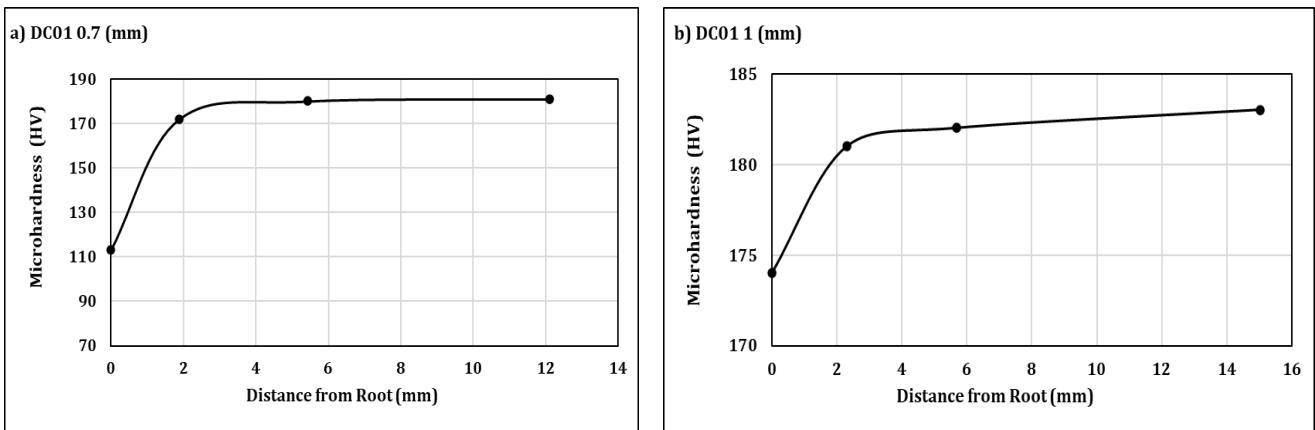 a) DC01 0.7 (mm)
190
170
150
130
110
90
70
Microhardness (HV)
0 2 4 6 8 10 12 14
Distance from Root (mm)
b) DC01 1 (mm)
185
180
175
170
Microhardness (HV)
0 2 4 6 8 10 12 14 16
Distance from Root (mm)